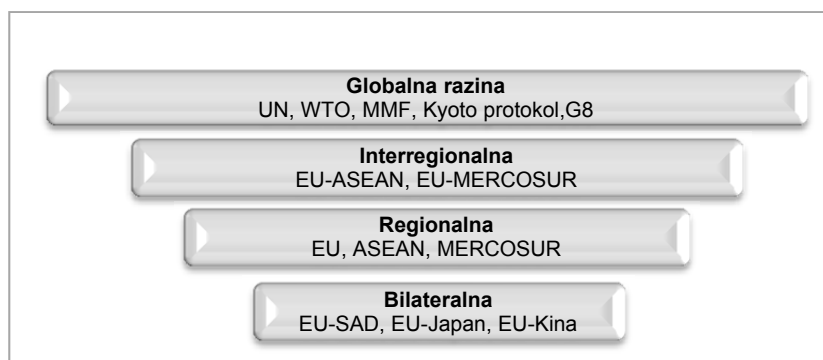 Globalna razina
UN, WTO, MMF, Kyoto protokol,G8
Interregionalna
EU-ASEAN, EU-MERCOSUR
Regionalna
EU, ASEAN, MERCOSUR
Bilateralna
EU-SAD, EU-Japan, EU-Kina